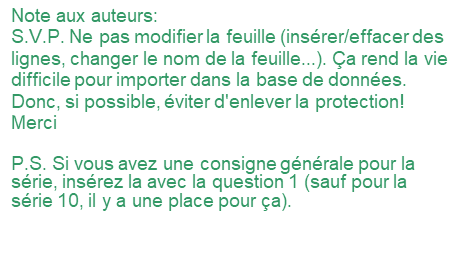 Note aux auteurs:
S.V.P. Ne pas modifier la feuille (insérer/effacer des
lignes, changer le nom de la feuille...). Ça rend la vie
difficile pour importer dans la base de données.
Donc, si possible, éviter d'enlever la protection!
Merci
P.S. Si vous avez une consigne générale pour la
série, insérez la avec la question 1 (sauf pour la
série 10, il y a une place pour ça).